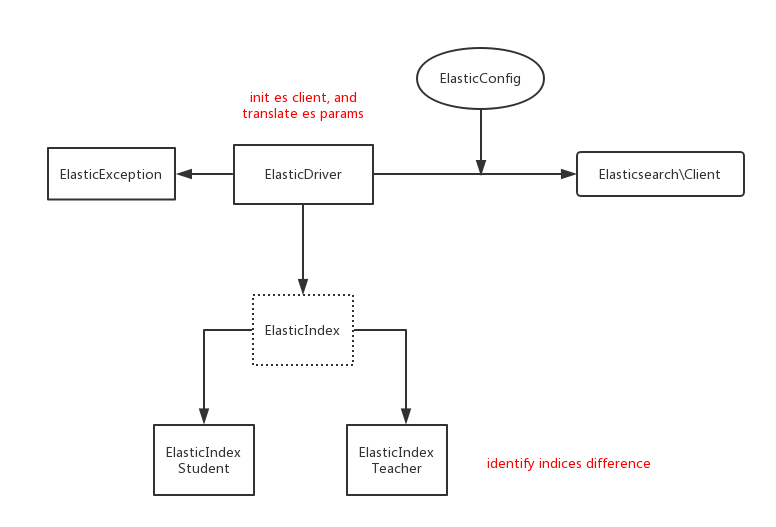 ElasticConfig
init es client, and
translate es params
ElasticException
ElasticDriver
Elasticsearch\Client
ElasticIndex
ElasticIndex
Student
ElasticIndex
Teacher
identify indices difference